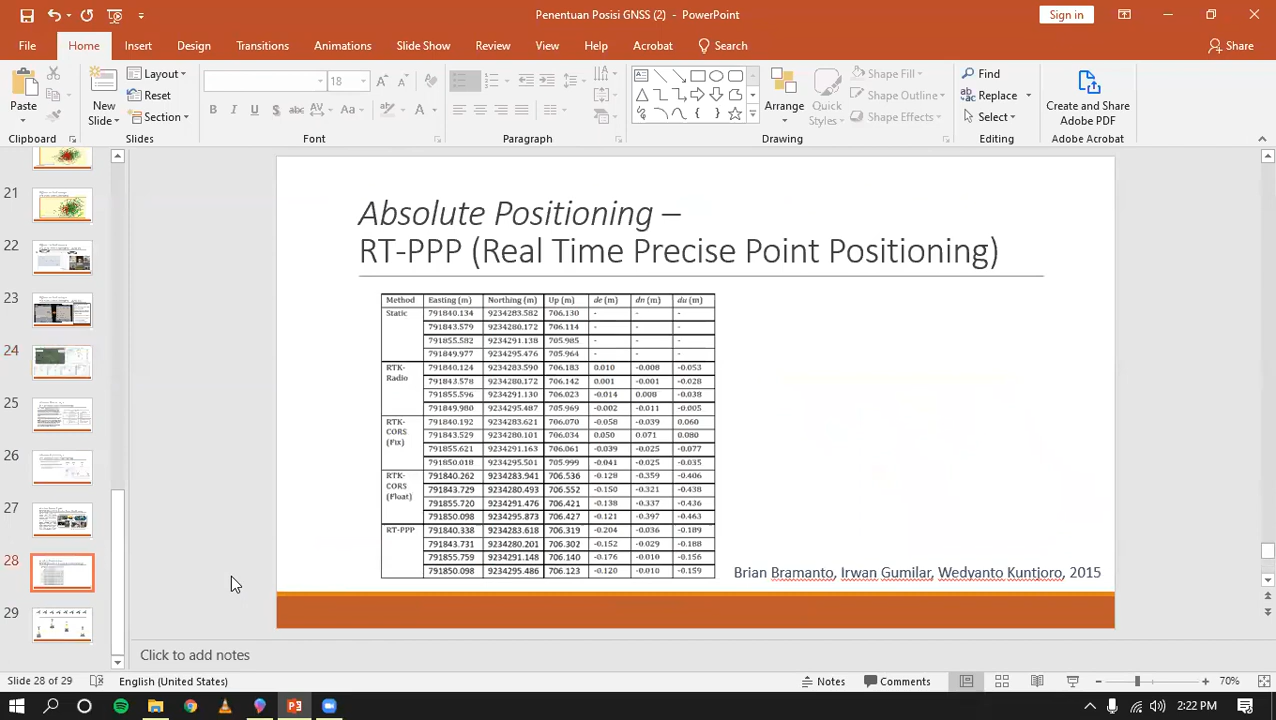 Penentuan Posisi GNSS (2) - PowerPoint
Sign in
File Home Insert Design Transitions Animations Slide Show Review View Help Acrobat Search Share
Paste
Clipboard
New Slide
Layout
Reset
Section
Slides
18
Font
Paragraph
Arrange
Quick Styles
Shape Fill
Shape Outline
Shape Effects
Drawing
Find
Replace
Select
Editing
Create and Share Adobe PDF
Adobe Acrobat
21
22
23
24
25
26
27
28
29
Absolute Positioning –
RT-PPP (Real Time Precise Point Positioning)
Method Easting (m) Northing (m) Up (m) de (m) dn (m) du (m)
Static 791840.134 9234283.582 706.130 - - -
791843.579 9234280.172 706.114 - - -
791855.582 9234291.138 705.985 - - -
791849.977 9234295.476 705.964 - - -
RTK-Radio 791840.124 9234283.590 706.183 0.010 -0.008 -0.053
791843.578 9234280.172 706.142 0.001 -0.001 -0.028
791855.596 9234291.130 706.023 -0.014 0.008 -0.038
791849.980 9234295.487 705.969 -0.002 -0.011 -0.005
RTK-CORS (Fix) 791840.192 9234283.621 706.070 -0.058 -0.039 0.060
791843.529 9234280.101 706.034 0.050 0.071 0.080
791855.621 9234291.163 706.061 -0.039 -0.025 -0.077
791850.018 9234295.501 705.999 -0.041 -0.025 -0.035
RTK-CORS (Float) 791840.262 9234283.941 706.536 -0.128 -0.359 -0.406
791843.729 9234280.493 706.552 -0.150 -0.321 -0.438
791855.720 9234291.476 706.421 -0.138 -0.337 -0.436
791850.098 9234295.873 706.427 -0.121 -0.397 -0.463
RT-PPP 791840.338 9234283.618 706.319 -0.204 -0.036 -0.189
791843.731 9234280.201 706.302 -0.152 -0.029 -0.188
791855.759 9234291.148 706.140 -0.176 -0.010 -0.156
791850.098 9234295.486 706.123 -0.120 -0.010 -0.159
Brian Bramanto, Irwan Gumilar, Wedyanto Kuntjoro, 2015
Click to add notes
Slide 28 of 29 English (United States) Notes Comments 70%
2:22 PM